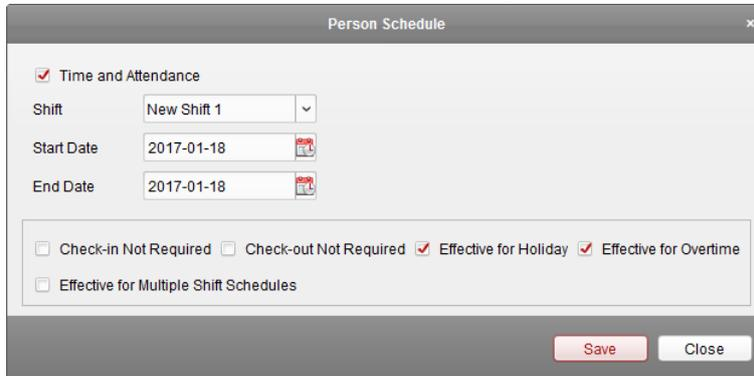 Person Schedule
Time and Attendance
Shift New Shift 1
Start Date 2017-01-18
End Date 2017-01-18
Check-in Not Required Check-out Not Required Effective for Holiday Effective for Overtime
Effective for Multiple Shift Schedules
Save Close